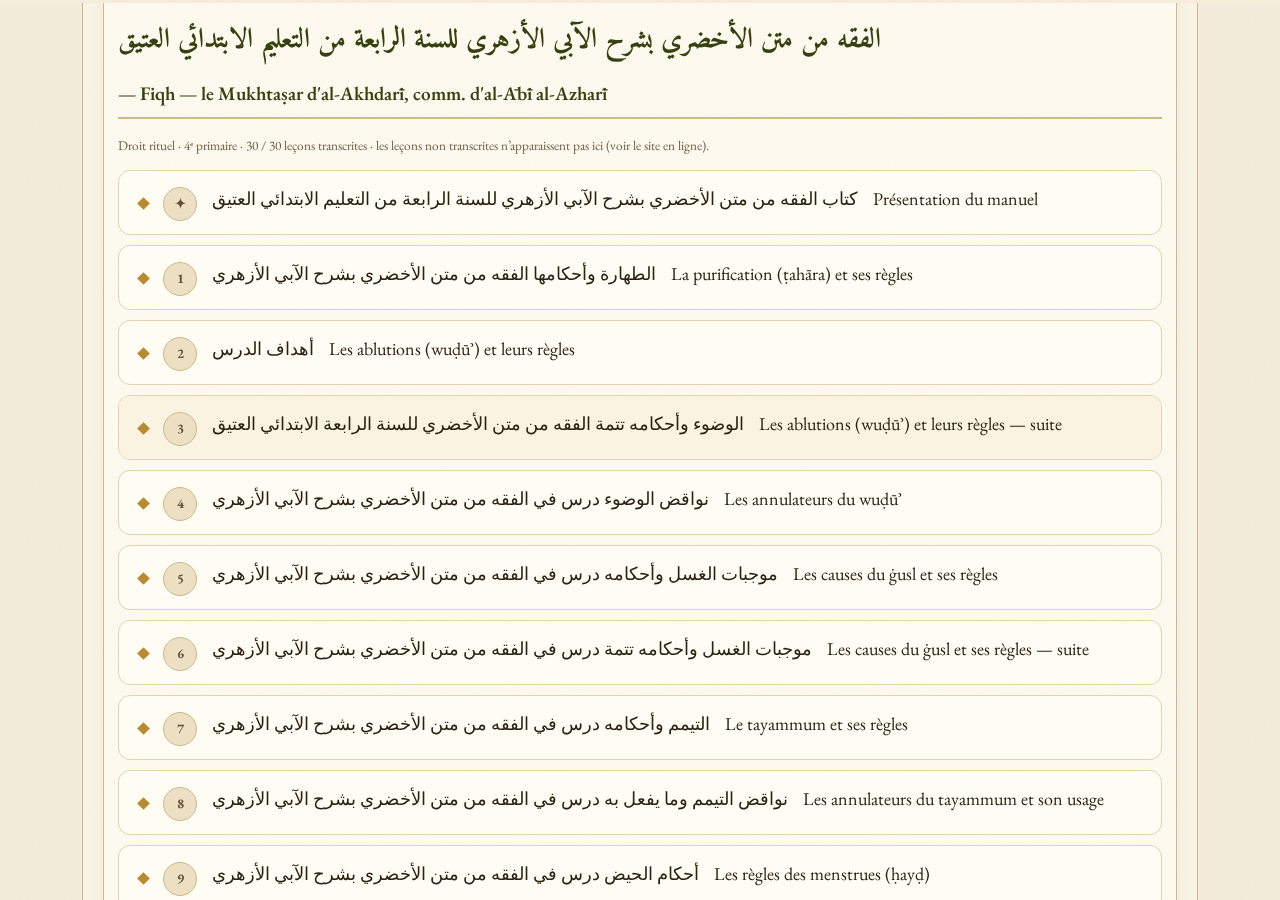 الفقه من متن الأخضري بشرح الآبي الأزهري للسنة الرابعة من التعليم الابتدائي العتيق
— Fiqh — le Mukhtaṣar d'al-Akhdarī, comm. d'al-Ābī al-Azharī
Droit rituel · 4ᵉ primaire · 30 / 30 leçons transcrites · les leçons non transcrites n’apparaissent pas ici (voir le site en ligne).
◆ ✦ كتاب الفقه من متن الأخضري بشرح الآبي الأزهري للسنة الرابعة من التعليم الابتدائي العتيق Présentation du manuel
◆ 1 الطهارة وأحكامها الفقه من متن الأخضري بشرح الآبي الأزهري La purification (ṭahāra) et ses règles
◆ 2 أهداف الدرس Les ablutions (wuḍūʾ) et leurs règles
◆ 3 الوضوء وأحكامه تتمة الفقه من متن الأخضري للسنة الرابعة الابتدائي العتيق Les ablutions (wuḍūʾ) et leurs règles — suite
◆ 4 نواقض الوضوء درس في الفقه من متن الأخضري بشرح الآبي الأزهري Les annulateurs du wuḍūʾ
◆ 5 موجبات الغسل وأحكامه درس في الفقه من متن الأخضري بشرح الآبي الأزهري Les causes du ġusl et ses règles
◆ 6 موجبات الغسل وأحكامه تتمة درس في الفقه من متن الأخضري بشرح الآبي الأزهري Les causes du ġusl et ses règles — suite
◆ 7 التيمم وأحكامه درس في الفقه من متن الأخضري بشرح الآبي الأزهري Le tayammum et ses règles
◆ 8 نواقض التيمم وما يفعل به درس في الفقه من متن الأخضري بشرح الآبي الأزهري Les annulateurs du tayammum et son usage
◆ 9 أحكام الحيض درس في الفقه من متن الأخضري بشرح الآبي الأزهري Les règles des menstrues (ḥayḍ)